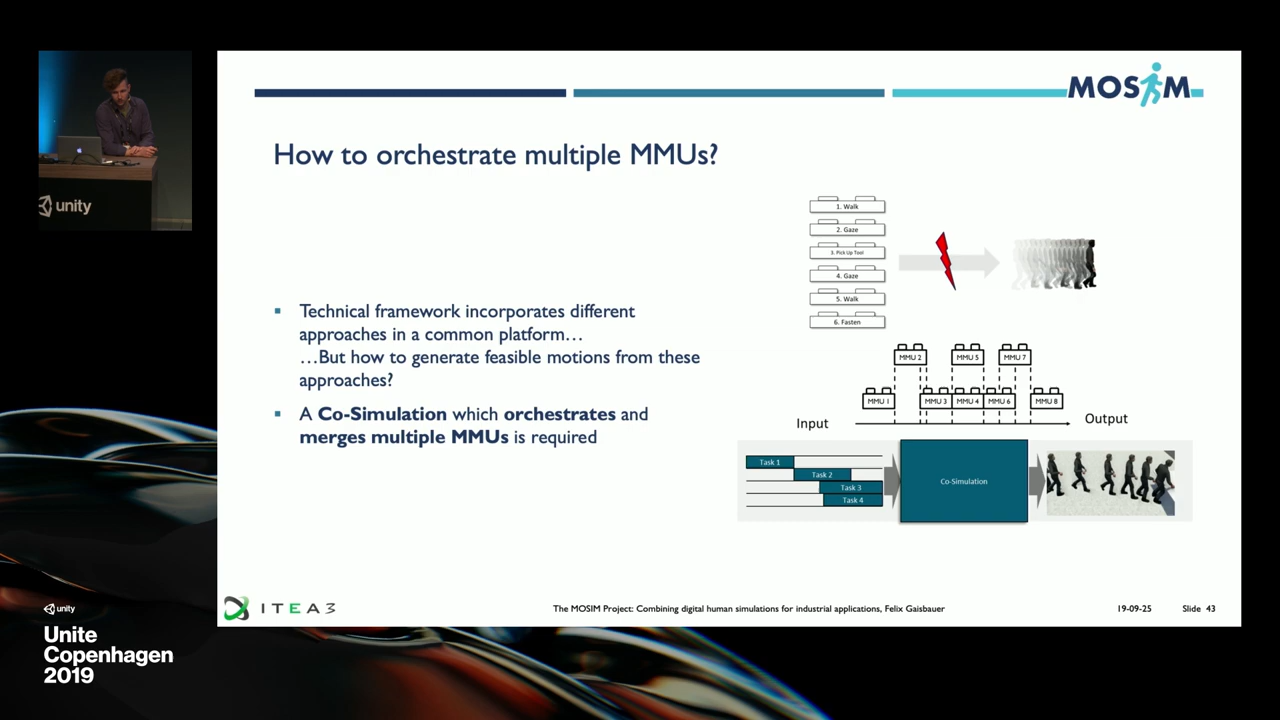 unity
MOSIM
How to orchestrate multiple MMUs?
1. Walk
2. Gaze
3. Pick Up Tool
4. Gaze
5. Walk
6. Fasten
Technical framework incorporates different
approaches in a common platform…
…But how to generate feasible motions from these
approaches?
A Co-Simulation which orchestrates and
merges multiple MMUs is required
MMU 2
MMU 5
MMU 7
MMU 1
MMU 3
MMU 4
MMU 6
MMU 8
Input
Output
Task 1
Task 2
Task 3
Task 4
Co-Simulation
ITEA3
The MOSIM Project: Combining digital human simulations for industrial applications, Felix Gaisbauer
19-09-25
Slide 43
unity
Unite
Copenhagen
2019